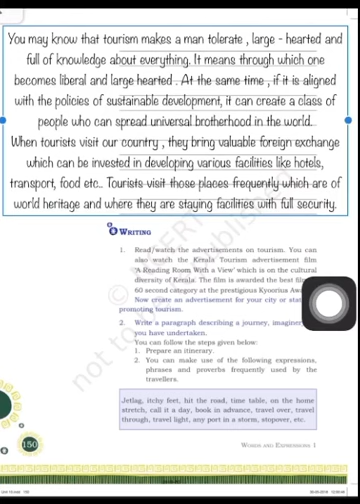 You may know that tourism makes a man tolerate , large - hearted and
full of knowledge about everything. It means through which one
becomes liberal and large hearted . At the same time , if it is aligned
with the policies of sustainable development, it can create a class of
people who can spread universal brotherhood in the world..
When tourists visit our country , they bring valuable foreign exchange
which can be invested in developing various facilities like hotels,
transport, food etc.. Tourists visit those places frequently which are of
world heritage and where they are staying facilities with full security.
WRITING
1. Read/watch the advertisements on tourism. You can
also watch the Kerala Tourism advertisement film
'A Reading Room With a View' which is on the cultural
diversity of Kerala. The film is awarded the best
60 second category at the prestigious Kyoorius
Now create an advertisement for your city or
promoting tourism.
2. Write a paragraph describing a journey,
you have undertaken.
You can follow the steps given below:
1. Prepare an itinerary.
2. You can make use of the following expressions,
phrases and proverbs frequently used by the
travellers.
Jetlag, itchy feet, hit the road, time table, on the home
stretch, call it a day, book in advance, travel over, travel
through, travel light, any port in a storm, stopover, etc.
150
WORDS AND EXPRESSIONS 1